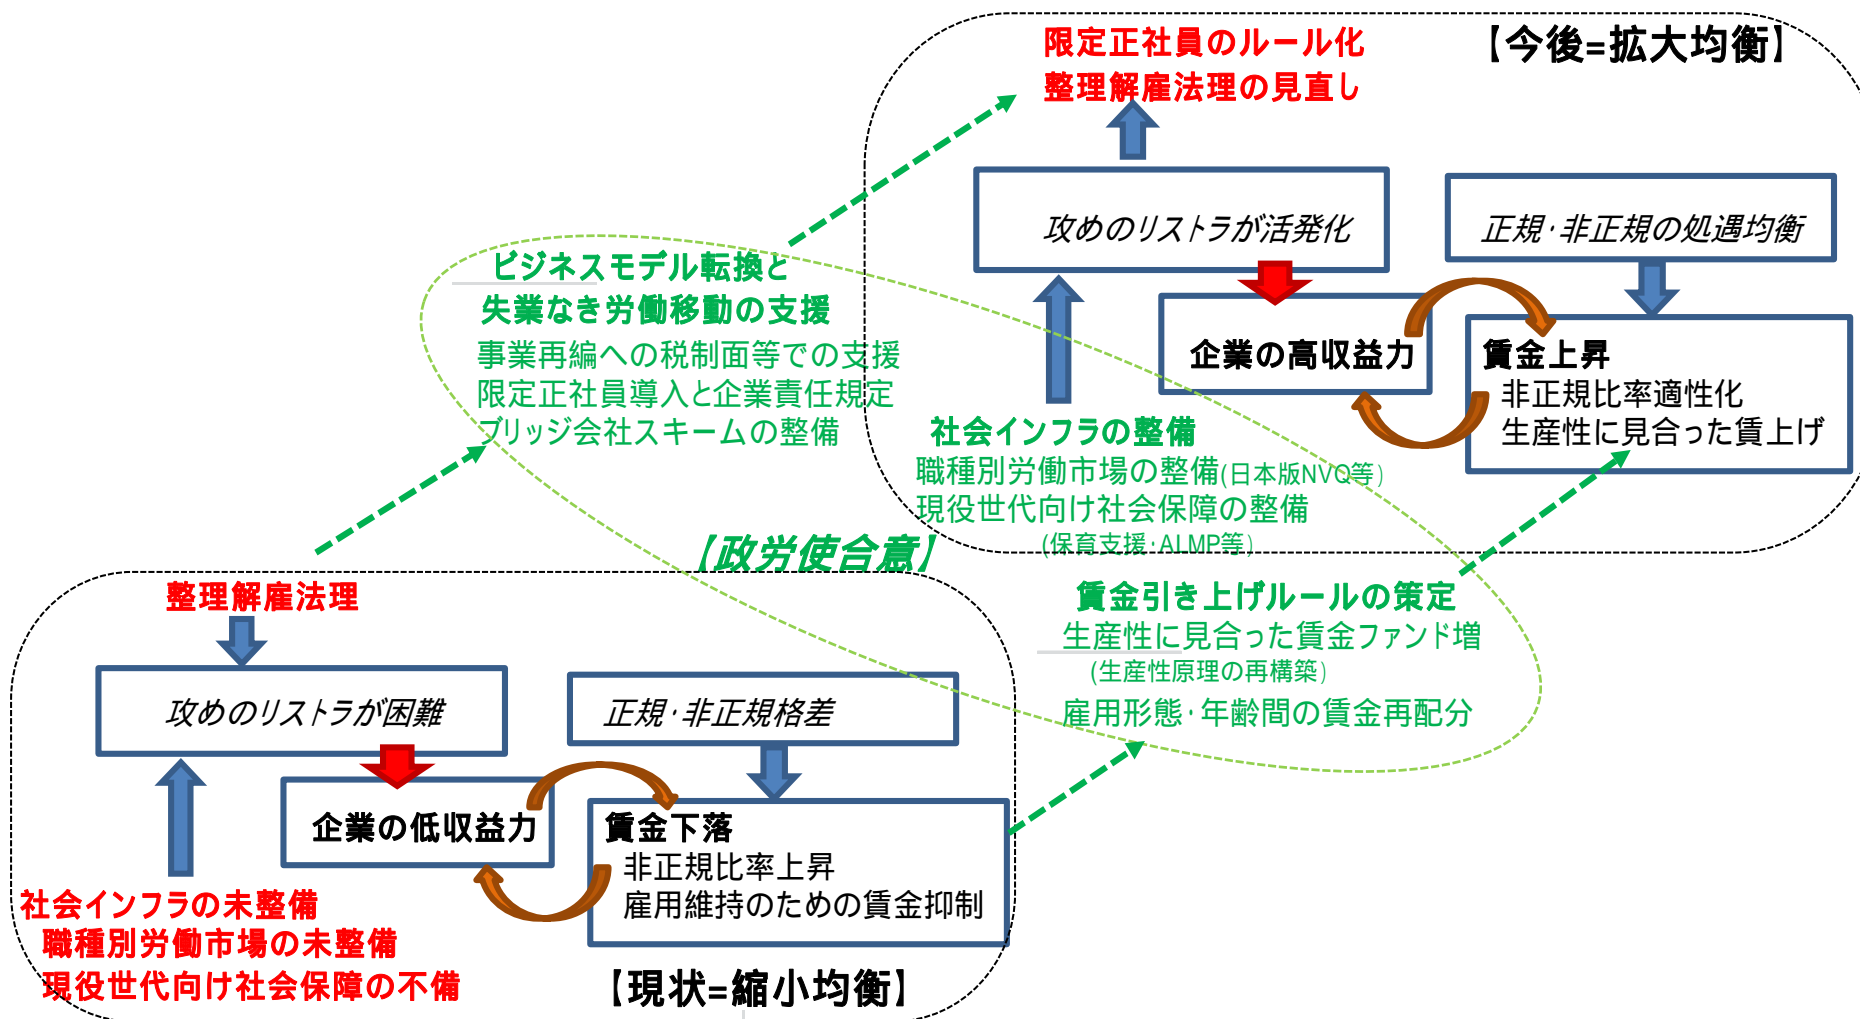 限定正社員のルール化
整理解雇法理の見直し
【今後=拡大均衡】
攻めのリストラが活発化
正規・非正規の処遇均衡
企業の高収益力
賃金上昇
非正規比率適性化
生産性に見合った賃上げ
社会インフラの整備
職種別労働市場の整備(日本版NVQ等)
現役世代向け社会保障の整備
(保育支援・ALMP等)
ビジネスモデル転換と
失業なき労働移動の支援
事業再編への税制面等での支援
限定正社員導入と企業責任規定
ブリッジ会社スキームの整備
【政労使合意】
賃金引き上げルールの策定
生産性に見合った賃金ファンド増
(生産性原理の再構築)
雇用形態・年齢間の賃金再配分
整理解雇法理
攻めのリストラが困難
正規・非正規格差
企業の低収益力
賃金下落
非正規比率上昇
雇用維持のための賃金抑制
社会インフラの未整備
職種別労働市場の未整備
現役世代向け社会保障の不備
【現状=縮小均衡】